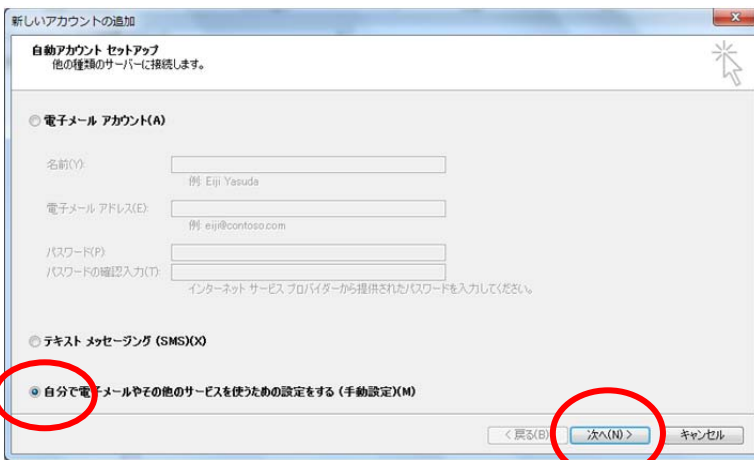 新しいアカウントの追加
自動アカウント セットアップ
他の種類のサーバーに接続します。
電子メール アカウント(A)
名前(Y):
例: Eiji Yasuda
電子メール アドレス(E):
例: eiji@contoso.com
パスワード(P):
パスワードの確認入力(T):
インターネット サービス プロバイダーから提供されたパスワードを入力してください。
テキスト メッセージング (SMS)(X)
自分で電子メールやその他のサービスを使うための設定をする (手動設定)(M)
< 戻る(B) 次へ(N) > キャンセル